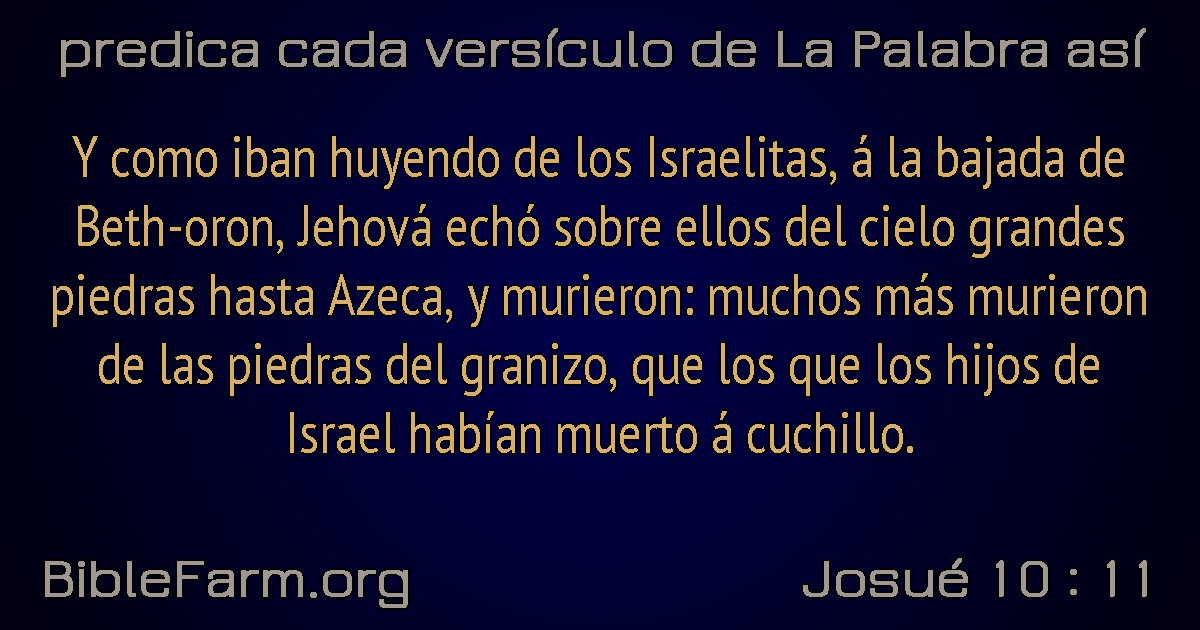 predica cada versículo de La Palabra así
Y como iban huyendo de los Israelitas, á la bajada de
Beth-oron, Jehová echó sobre ellos del cielo grandes
piedras hasta Azeca, y murieron: muchos más murieron
de las piedras del granizo, que los que los hijos de
Israel habían muerto á cuchillo.
BibleFarm.org
Josué 10 : 11